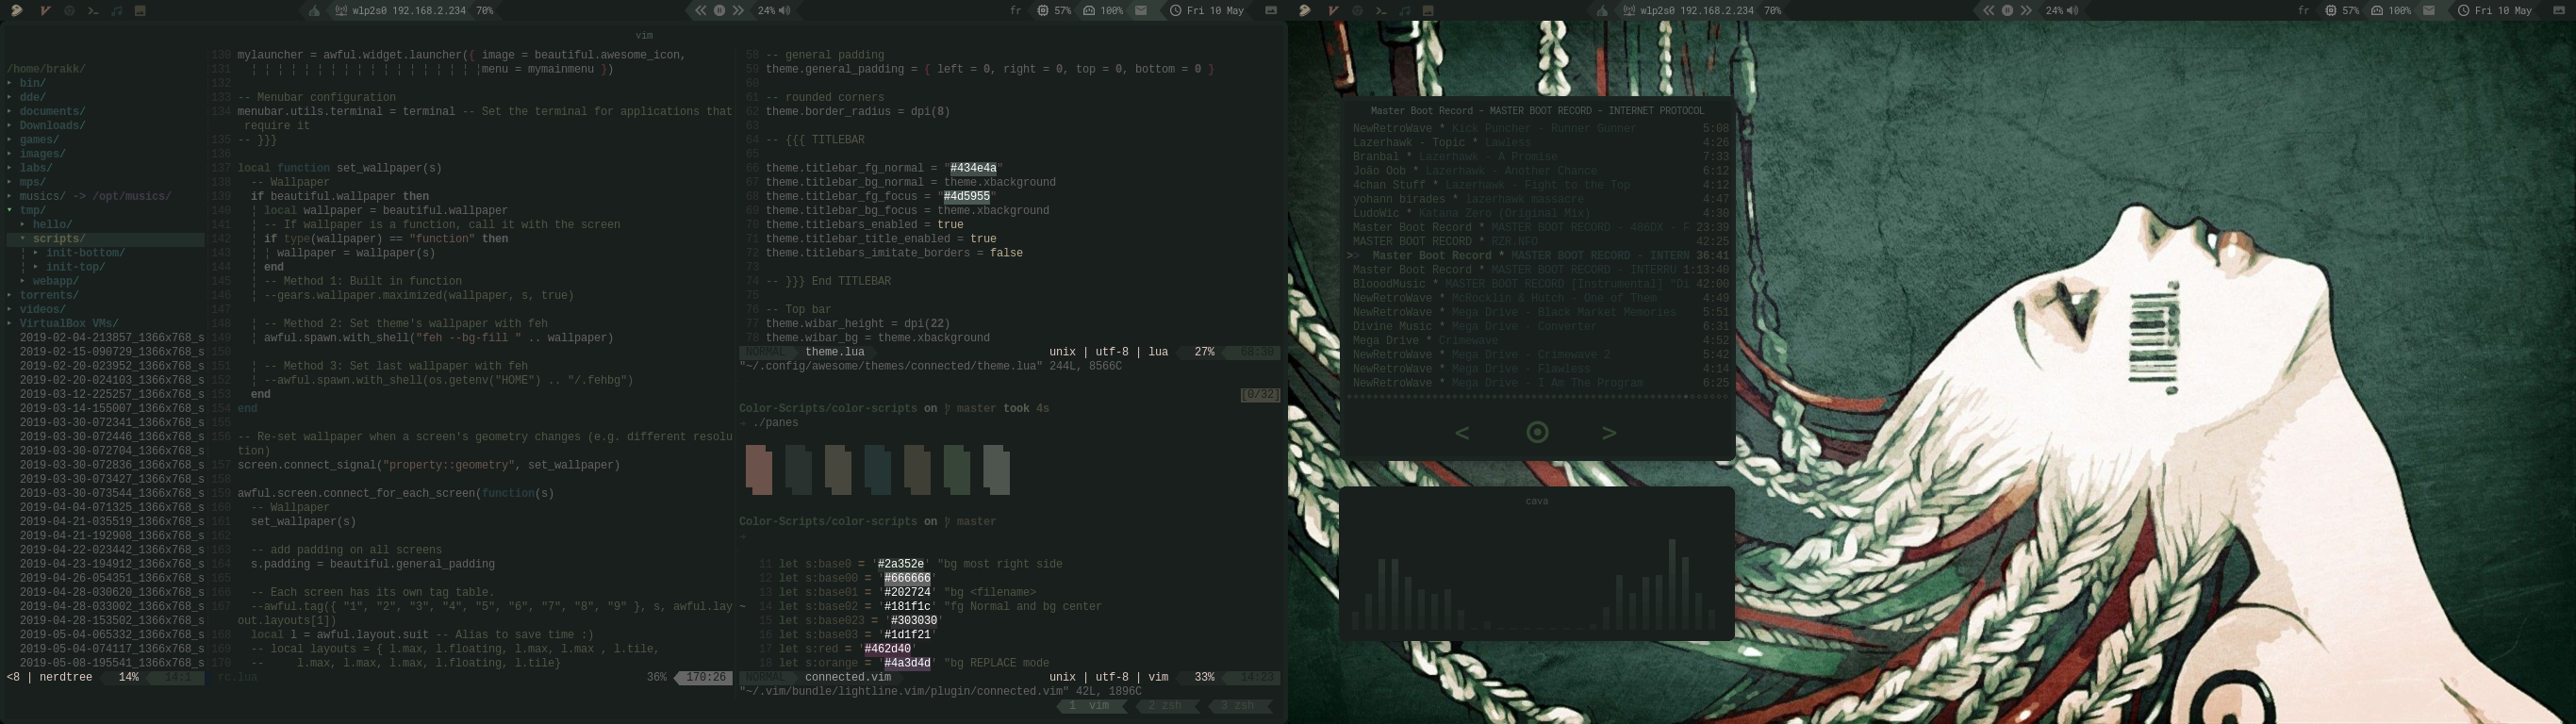 wlp2s0 192.168.2.234 70%
24%
fr 57% 100% Fri 10 May
vim
/home/brakk/
▸ bin/
▸ dde/
▸ documents/
▸ Downloads/
▸ games/
▸ images/
▸ labs/
▸ mps/
▸ musics/ -> /opt/musics/
▾ tmp/
▸ hello/
▾ scripts/
▸ init-bottom/
▸ init-top/
▸ webapp/
▸ torrents/
▸ videos/
▸ VirtualBox VMs/
2019-02-04-213857_1366x768_s
2019-02-15-090729_1366x768_s
2019-02-20-023952_1366x768_s
2019-02-20-024103_1366x768_s
2019-03-12-225257_1366x768_s
2019-03-14-155007_1366x768_s
2019-03-30-072341_1366x768_s
2019-03-30-072446_1366x768_s
2019-03-30-072704_1366x768_s
2019-03-30-072836_1366x768_s
2019-03-30-073427_1366x768_s
2019-03-30-073544_1366x768_s
2019-04-04-071325_1366x768_s
2019-04-21-035519_1366x768_s
2019-04-21-192908_1366x768_s
2019-04-22-023442_1366x768_s
2019-04-23-194912_1366x768_s
2019-04-26-054351_1366x768_s
2019-04-28-030620_1366x768_s
2019-04-28-033002_1366x768_s
2019-04-28-153502_1366x768_s
2019-05-04-065332_1366x768_s
2019-05-04-074117_1366x768_s
2019-05-08-195541_1366x768_s
<8 | nerdtree 14% 14:1
130 mylauncher = awful.widget.launcher({ image = beautiful.awesome_icon,
131 menu = mymainmenu })
132
133 -- Menubar configuration
134 menubar.utils.terminal = terminal -- Set the terminal for applications that
require it
135 -- }}}
136
137 local function set_wallpaper(s)
138 -- Wallpaper
139 if beautiful.wallpaper then
140 local wallpaper = beautiful.wallpaper
141 -- If wallpaper is a function, call it with the screen
142 if type(wallpaper) == "function" then
143 wallpaper = wallpaper(s)
144 end
145 -- Method 1: Built in function
146 --gears.wallpaper.maximized(wallpaper, s, true)
147
148 -- Method 2: Set theme's wallpaper with feh
149 awful.spawn.with_shell("feh --bg-fill " .. wallpaper)
150
151 -- Method 3: Set last wallpaper with feh
152 --awful.spawn.with_shell(os.getenv("HOME") .. "/.fehbg")
153 end
154 end
155
156 -- Re-set wallpaper when a screen's geometry changes (e.g. different resolu
tion)
157 screen.connect_signal("property::geometry", set_wallpaper)
158
159 awful.screen.connect_for_each_screen(function(s)
160 -- Wallpaper
161 set_wallpaper(s)
162
163 -- add padding on all screens
164 s.padding = beautiful.general_padding
165
166 -- Each screen has its own tag table.
167 --awful.tag({ "1", "2", "3", "4", "5", "6", "7", "8", "9" }, s, awful.lay
out.layouts[1])
168 local l = awful.layout.suit -- Alias to save time :)
169 -- local layouts = { l.max, l.floating, l.max, l.max , l.tile,
170 -- l.max, l.max, l.max, l.floating, l.tile}
rc.lua 36% 170:26
58 -- general padding
59 theme.general_padding = { left = 0, right = 0, top = 0, bottom = 0 }
60
61 -- rounded corners
62 theme.border_radius = dpi(8)
63
64 -- {{{ TITLEBAR
65
66 theme.titlebar_fg_normal = "#434e4a"
67 theme.titlebar_bg_normal = theme.xbackground
68 theme.titlebar_fg_focus = "#4d5955"
69 theme.titlebar_bg_focus = theme.xbackground
70 theme.titlebars_enabled = true
71 theme.titlebar_title_enabled = true
72 theme.titlebars_imitate_borders = false
73
74 -- }}} End TITLEBAR
75
76 -- Top bar
77 theme.wibar_height = dpi(22)
78 theme.wibar_bg = theme.xbackground
NORMAL theme.lua unix | utf-8 | lua 27% 68:30
"~/.config/awesome/themes/connected/theme.lua" 244L, 8566C
[0/32]
Color-Scripts/color-scripts on master took 4s
➜ ./panes
Color-Scripts/color-scripts on master
➜
11 let s:base0 = '#2a352e' "bg most right side
12 let s:base00 = '#666666'
13 let s:base01 = '#202724' "bg <filename>
~ 14 let s:base02 = '#181f1c' "fg Normal and bg center
15 let s:base023 = '#303030'
16 let s:base03 = '#1d1f21'
17 let s:red = '#462d40'
18 let s:orange = '#4a3d4d' "bg REPLACE mode
NORMAL connected.vim unix | utf-8 | vim 33% 14:23
"~/.vim/bundle/lightline.vim/plugin/connected.vim" 42L, 1896C
1 vim 2 zsh 3 zsh
wlp2s0 192.168.2.234 70%
24%
fr 57% 100% Fri 10 May
Master Boot Record - MASTER BOOT RECORD - INTERNET PROTOCOL
NewRetroWave * Kick Puncher - Runner Gunner 5:08
Lazerhawk - Topic * Lawless 4:26
Branbal * Lazerhawk - A Promise 7:33
João Oob * Lazerhawk - Another Chance 6:12
4chan Stuff * Lazerhawk - Fight to the Top 4:12
yohann birades * lazerhawk massacre 4:47
LudoWic * Katana Zero (Original Mix) 4:30
Master Boot Record * MASTER BOOT RECORD - 486DX - F 23:39
MASTER BOOT RECORD * RZR.NFO 42:25
>> Master Boot Record * MASTER BOOT RECORD - INTERN 36:41
Master Boot Record * MASTER BOOT RECORD - INTERRU 1:13:40
BlooodMusic * MASTER BOOT RECORD [Instrumental] "Di 42:00
NewRetroWave * McRocklin & Hutch - One of Them 4:49
NewRetroWave * Mega Drive - Black Market Memories 5:51
Divine Music * Mega Drive - Converter 6:31
Mega Drive * Crimewave 4:52
NewRetroWave * Mega Drive - Crimewave 2 5:42
NewRetroWave * Mega Drive - Flawless 4:14
NewRetroWave * Mega Drive - I Am The Program 6:25
< >
cava